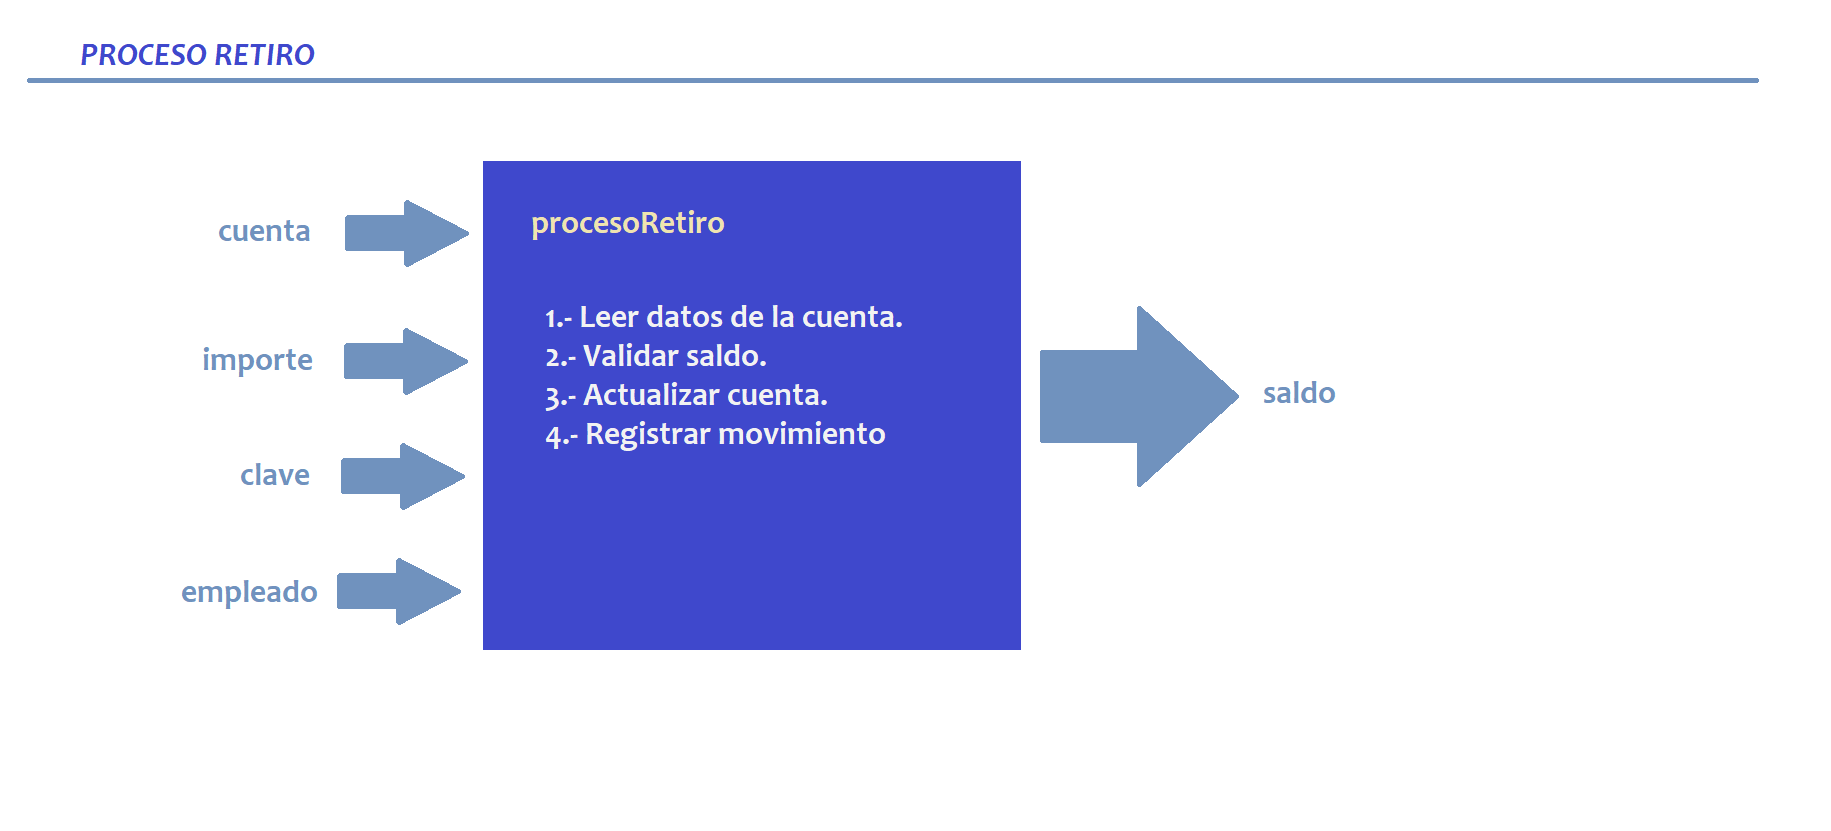 PROCESO RETIRO
cuenta
importe
clave
empleado
procesoRetiro
1.- Leer datos de la cuenta.
2.- Validar saldo.
3.- Actualizar cuenta.
4.- Registrar movimiento
saldo